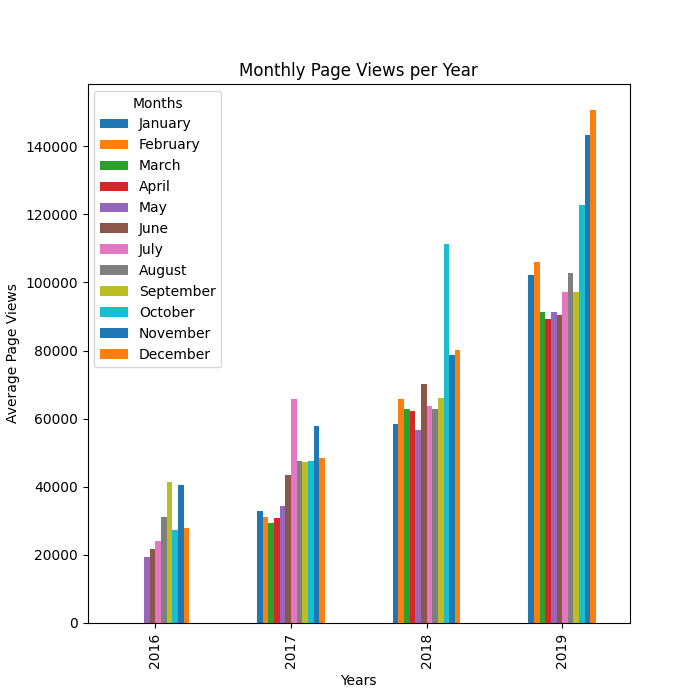 Monthly Page Views per Year
Months
January
February
March
April
May
June
July
August
September
October
November
December
Average Page Views
140000
120000
100000
80000
60000
40000
20000
0
2016
2017
2018
2019
Years